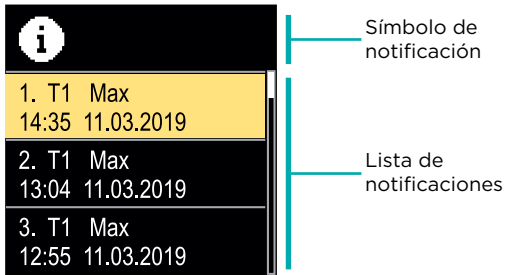 i
Símbolo de
notificación
1. T1 Max
14:35 11.03.2019
2. T1 Max
13:04 11.03.2019
3. T1 Max
12:55 11.03.2019
Lista de
notificaciones